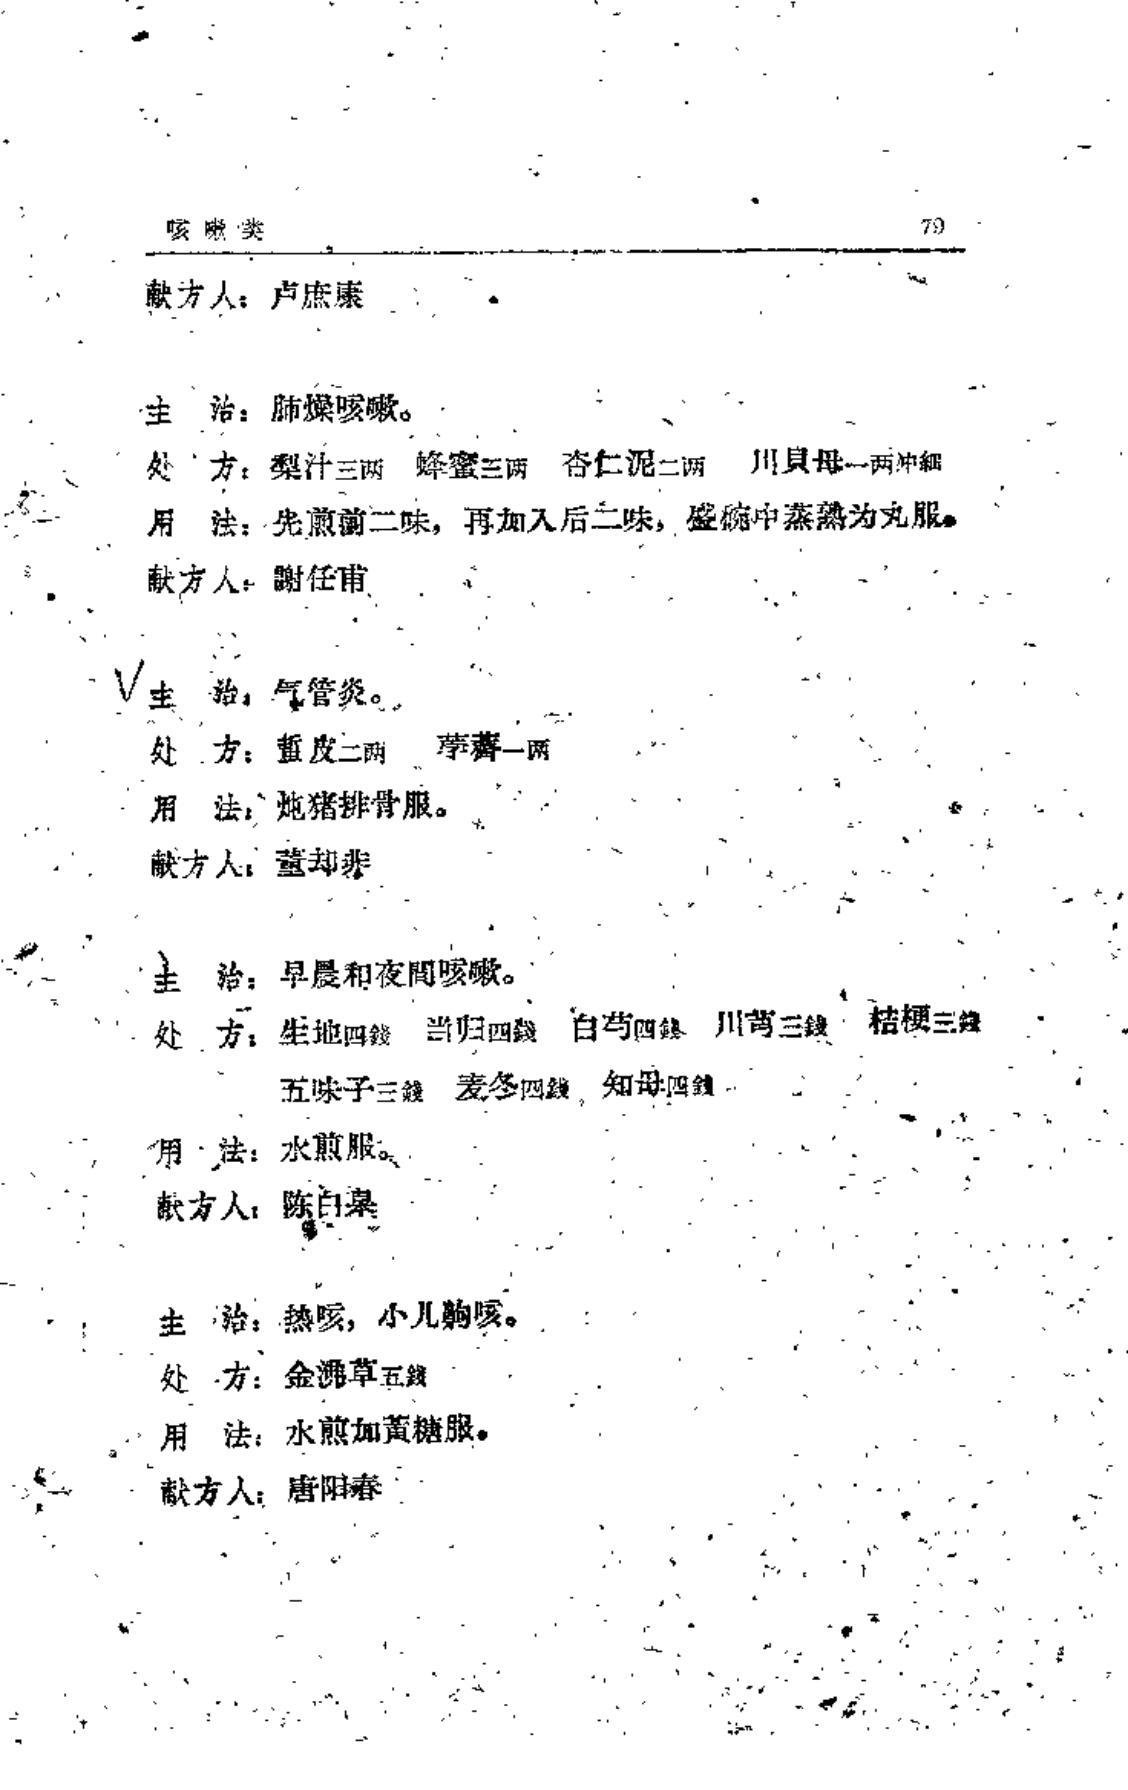 咳嗽类 79
献方人：卢庶康
主 治：肺燥咳嗽。
处 方：梨汁三两 蜂蜜三两 杏仁泥二两 川貝母一两冲細
用 法：先煎前二味，再加入后二味，盛碗中蒸熟为丸服。
献方人：謝任甫
主 治：气管炎。
处 方：蜇皮二两 荸薺一两
用 法：炖猪排骨服。
献方人：董却非
主 治：早晨和夜間咳嗽。
处 方：生地四錢 当归四錢 白芍四錢 川芎三錢 桔梗三錢
五味子三錢 麦冬四錢 知母四錢
用 法：水煎服。
献方人：陈白
主 治：热咳，小儿齁咳。
处 方：金沸草五錢
用 法：水煎加黃糖服。
献方人：唐阳春